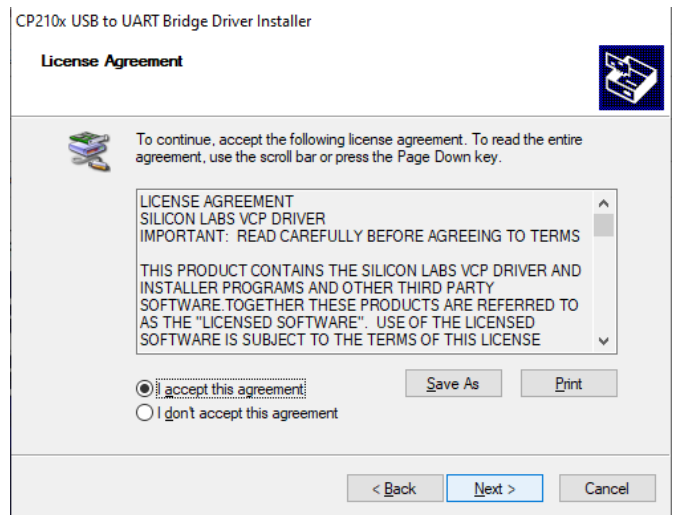 CP210x USB to UART Bridge Driver Installer
License Agreement
To continue, accept the following license agreement. To read the entire
agreement, use the scroll bar or press the Page Down key.
LICENSE AGREEMENT
SILICON LABS VCP DRIVER
IMPORTANT:  READ CAREFULLY BEFORE AGREEING TO TERMS
THIS PRODUCT CONTAINS THE SILICON LABS VCP DRIVER AND
INSTALLER PROGRAMS AND OTHER THIRD PARTY
SOFTWARE.TOGETHER THESE PRODUCTS ARE REFERRED TO
AS THE "LICENSED SOFTWARE".  USE OF THE LICENSED
SOFTWARE IS SUBJECT TO THE TERMS OF THIS LICENSE
I accept this agreement
Save As
Print
I don't accept this agreement
< Back
Next >
Cancel